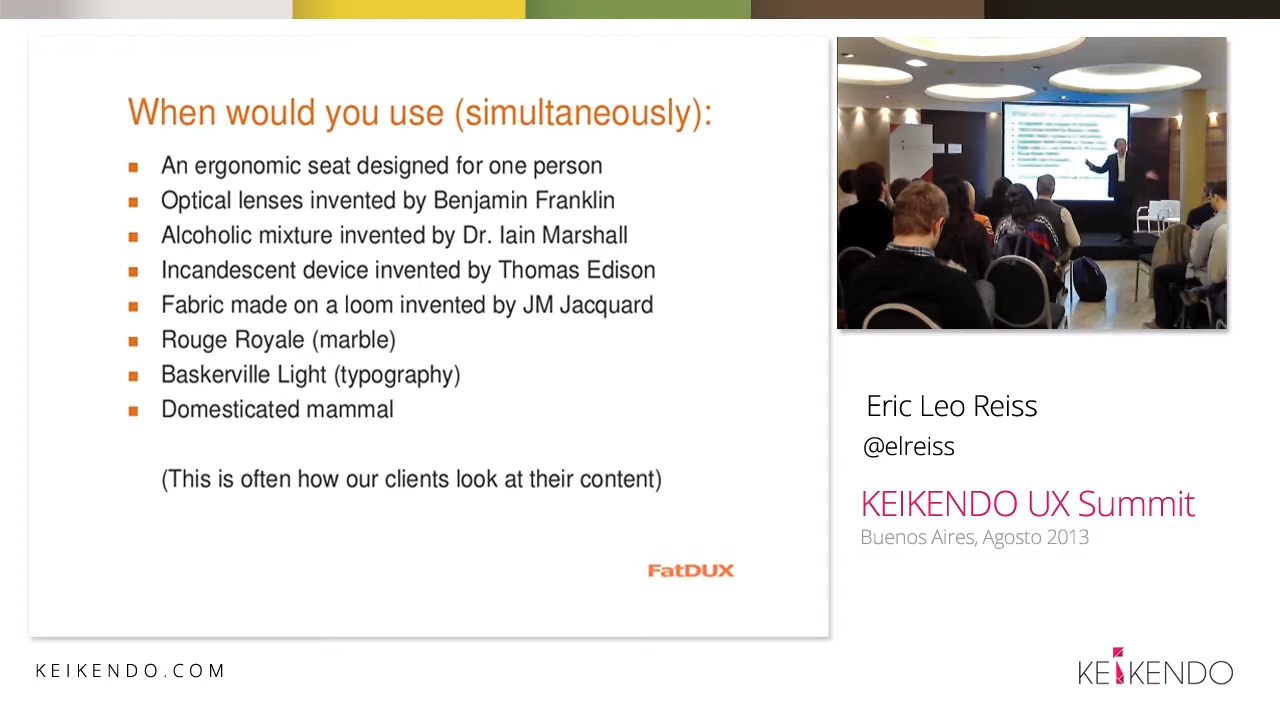 When would you use (simultaneously):
An ergonomic seat designed for one person
Optical lenses invented by Benjamin Franklin
Alcoholic mixture invented by Dr. Iain Marshall
Incandescent device invented by Thomas Edison
Fabric made on a loom invented by JM Jacquard
Rouge Royale (marble)
Baskerville Light (typography)
Domesticated mammal
(This is often how our clients look at their content)
FatDUX
Eric Leo Reiss
@elreiss
KEIKENDO UX Summit
Buenos Aires, Agosto 2013
KEIKENDO.COM
KEIKENDO